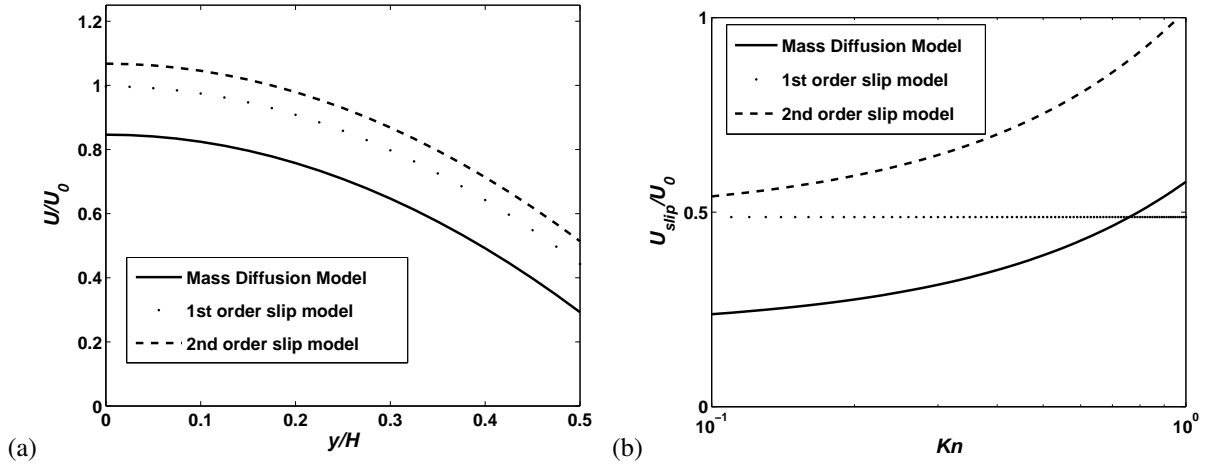 1.2
1
0.8
0.6
0.4
0.2
0
0 0.1 0.2 0.3 0.4 0.5
U/U₀
y/H
Mass Diffusion Model
1st order slip model
2nd order slip model
(a)
1
0.5
0
10⁻¹ 10⁰
U_slip/U₀
Kn
Mass Diffusion Model
1st order slip model
2nd order slip model
(b)